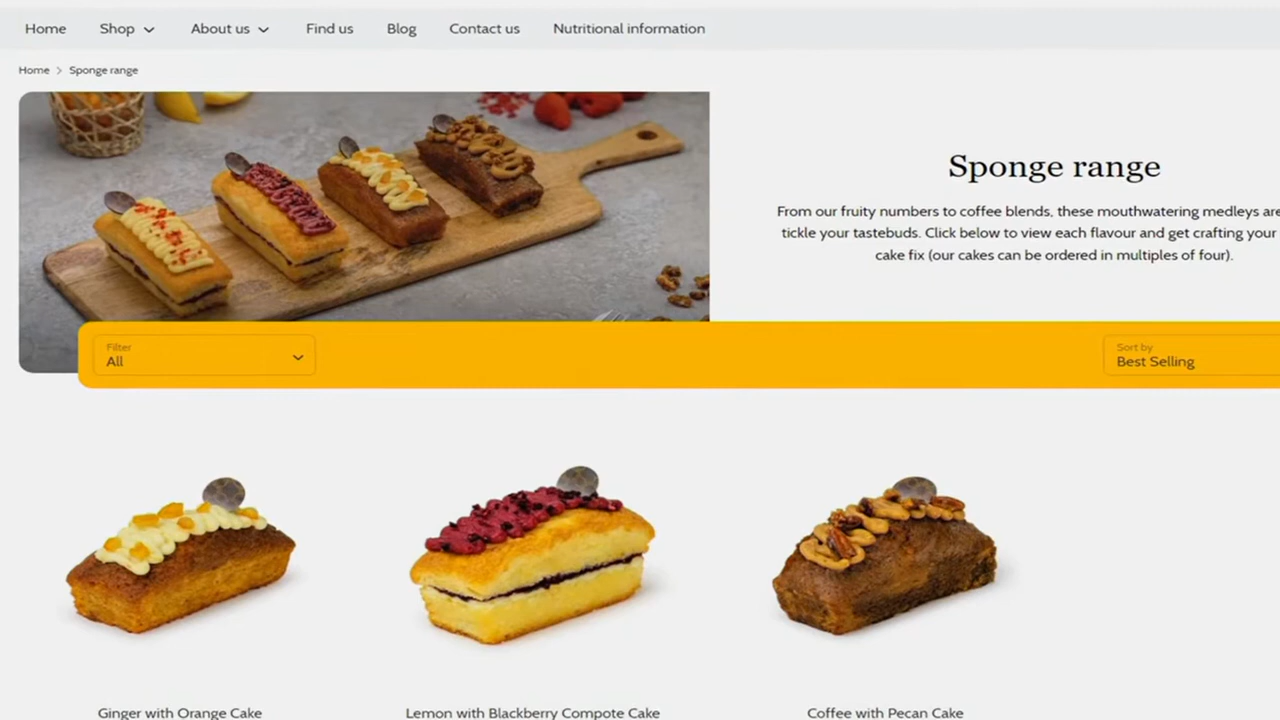 Home Shop About us Find us Blog Contact us Nutritional information
Home > Sponge range
Sponge range
From our fruity numbers to coffee blends, these mouthwatering medleys are
tickle your tastebuds. Click below to view each flavour and get crafting your
cake fix (our cakes can be ordered in multiples of four).
Filter
All
Sort by
Best Selling
Ginger with Orange Cake
Lemon with Blackberry Compote Cake
Coffee with Pecan Cake